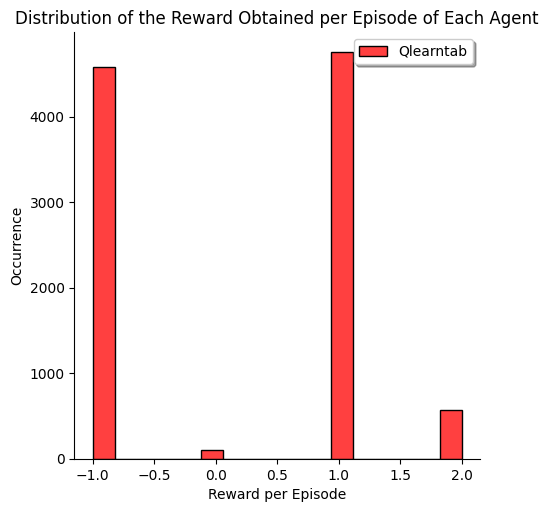 Distribution of the Reward Obtained per Episode of Each Agent
Qlearntab
Occurrence
4000
3000
2000
1000
0
−1.0 −0.5 0.0 0.5 1.0 1.5 2.0
Reward per Episode